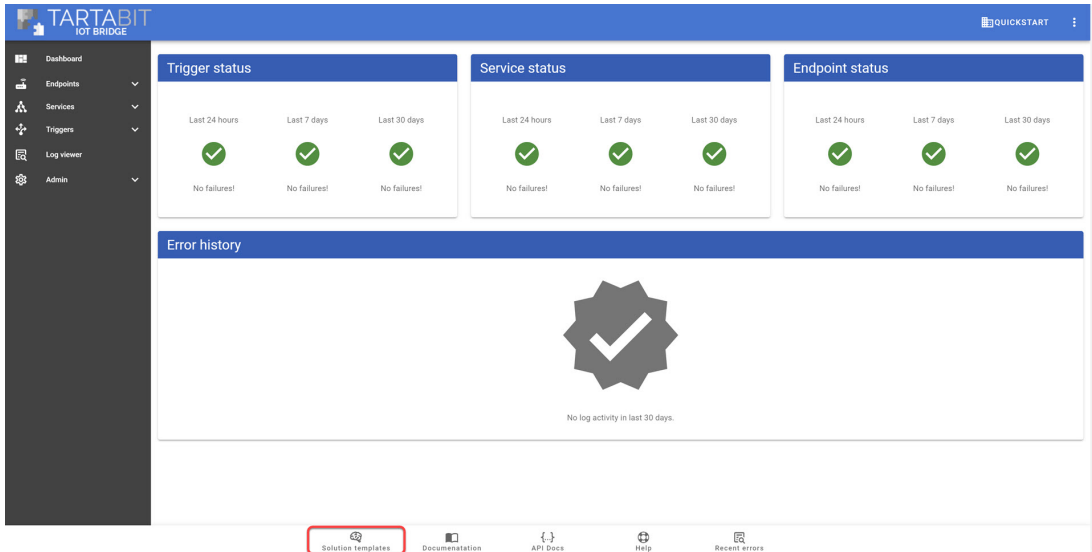 TARTABIT
IOT BRIDGE
QUICKSTART
Dashboard
Endpoints
Services
Triggers
Log viewer
Admin
Trigger status
Last 24 hours
Last 7 days
Last 30 days
No failures!
No failures!
No failures!
Service status
Last 24 hours
Last 7 days
Last 30 days
No failures!
No failures!
No failures!
Endpoint status
Last 24 hours
Last 7 days
Last 30 days
No failures!
No failures!
No failures!
Error history
No log activity in last 30 days.
Solution templates
Documenatation
{..}
API Docs
Help
Recent errors